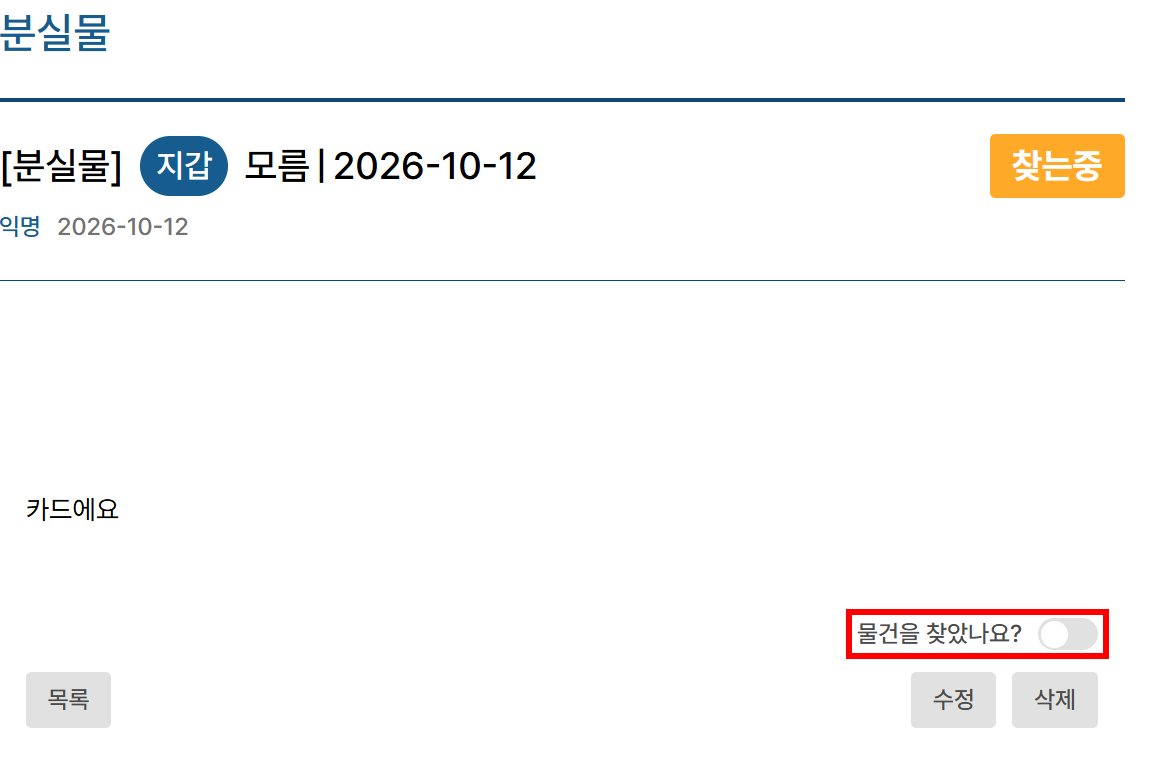 분실물
[분실물] 지갑 모름 | 2026-10-12 찾는중
익명 2026-10-12
카드에요
물건을 찾았나요?
목록 수정 삭제